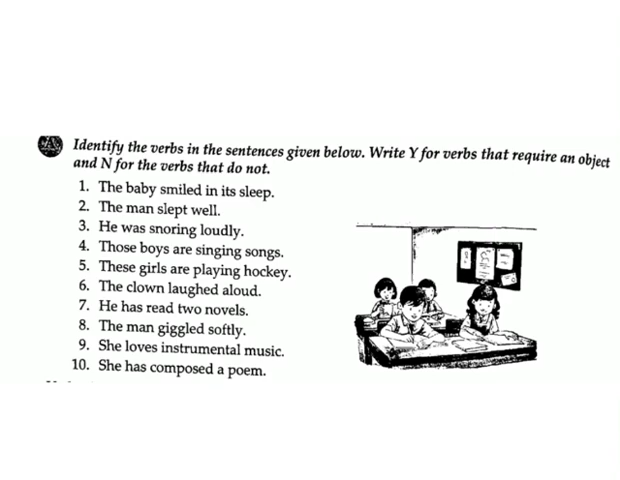 A Identify the verbs in the sentences given below. Write Y for verbs that require an object
and N for the verbs that do not.
1. The baby smiled in its sleep.
2. The man slept well.
3. He was snoring loudly.
4. Those boys are singing songs.
5. These girls are playing hockey.
6. The clown laughed aloud.
7. He has read two novels.
8. The man giggled softly.
9. She loves instrumental music.
10. She has composed a poem.